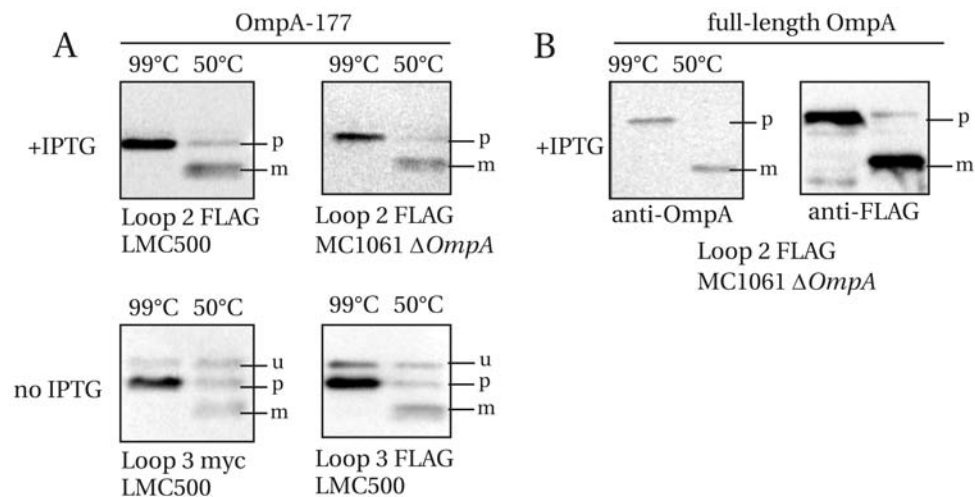 A
OmpA-177
99°C 50°C
99°C 50°C
+IPTG
p
m
p
m
Loop 2 FLAG
LMC500
Loop 2 FLAG
MC1061 ΔOmpA
99°C 50°C
99°C 50°C
no IPTG
u
p
m
u
p
m
Loop 3 myc
LMC500
Loop 3 FLAG
LMC500
B
full-length OmpA
99°C 50°C
+IPTG
p
m
p
m
anti-OmpA
anti-FLAG
Loop 2 FLAG
MC1061 ΔOmpA